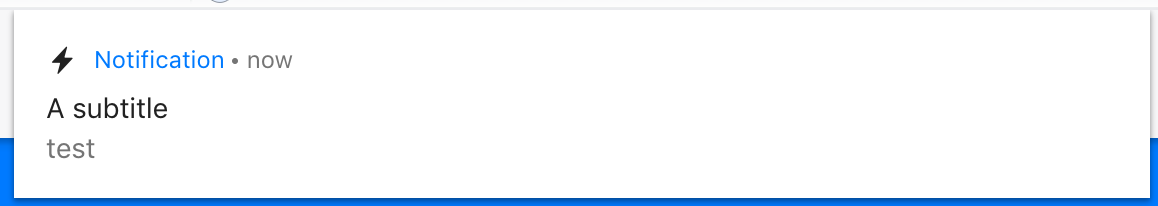 Notification • now
A subtitle
test